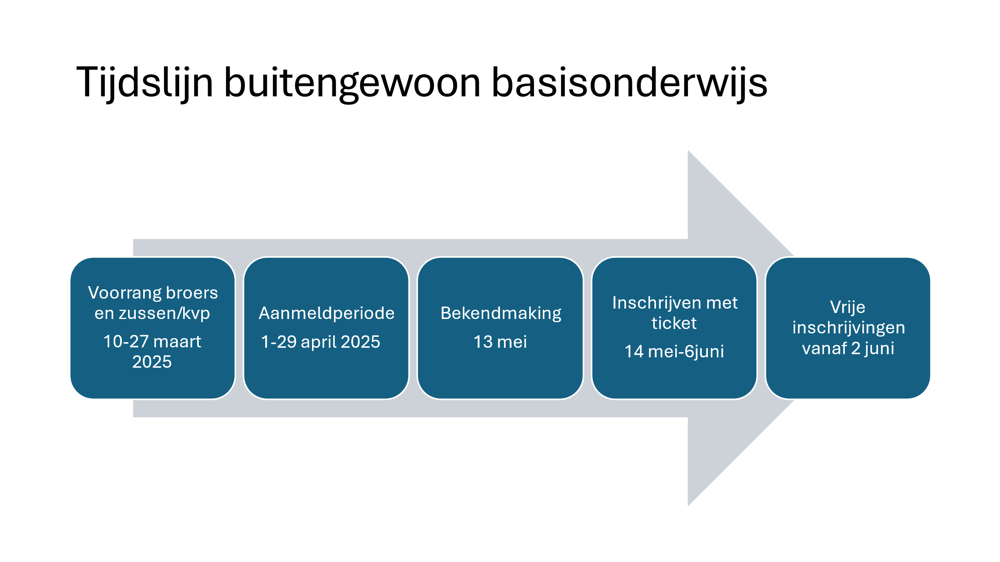 Tijdslijn buitengewoon basisonderwijs
Voorrang broers
en zussen/kvp
10-27 maart
2025
Aanmeldperiode
1-29 april 2025
Bekendmaking
13 mei
Inschrijven met
ticket
14 mei-6juni
Vrije
inschrijvingen
vanaf 2 juni